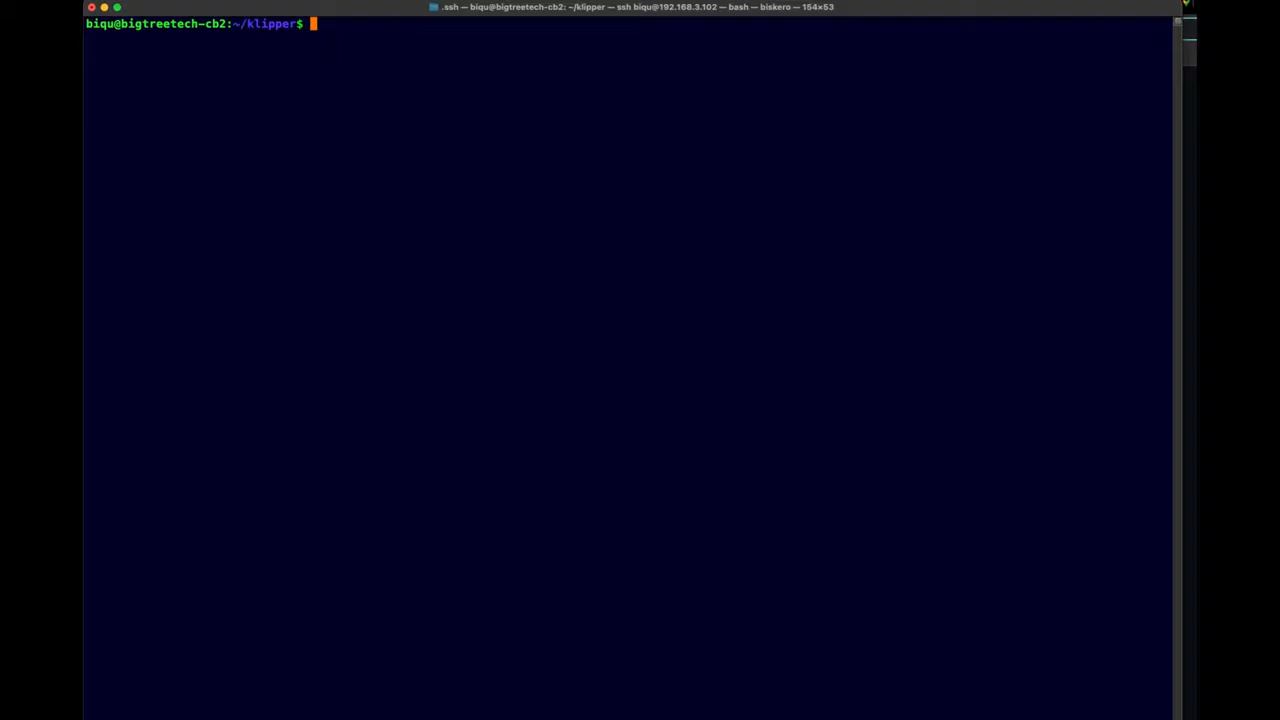 .ssh — biqu@bigtreetech-cb2: ~/klipper — ssh biqu@192.168.3.102 — bash — biskero — 154×53
biqu@bigtreetech-cb2:~/klipper$